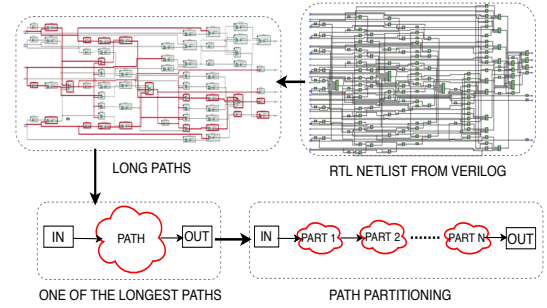 LONG PATHS
RTL NETLIST FROM VERILOG
IN
PATH
OUT
IN
PART 1
PART 2
PART N
OUT
ONE OF THE LONGEST PATHS
PATH PARTITIONING